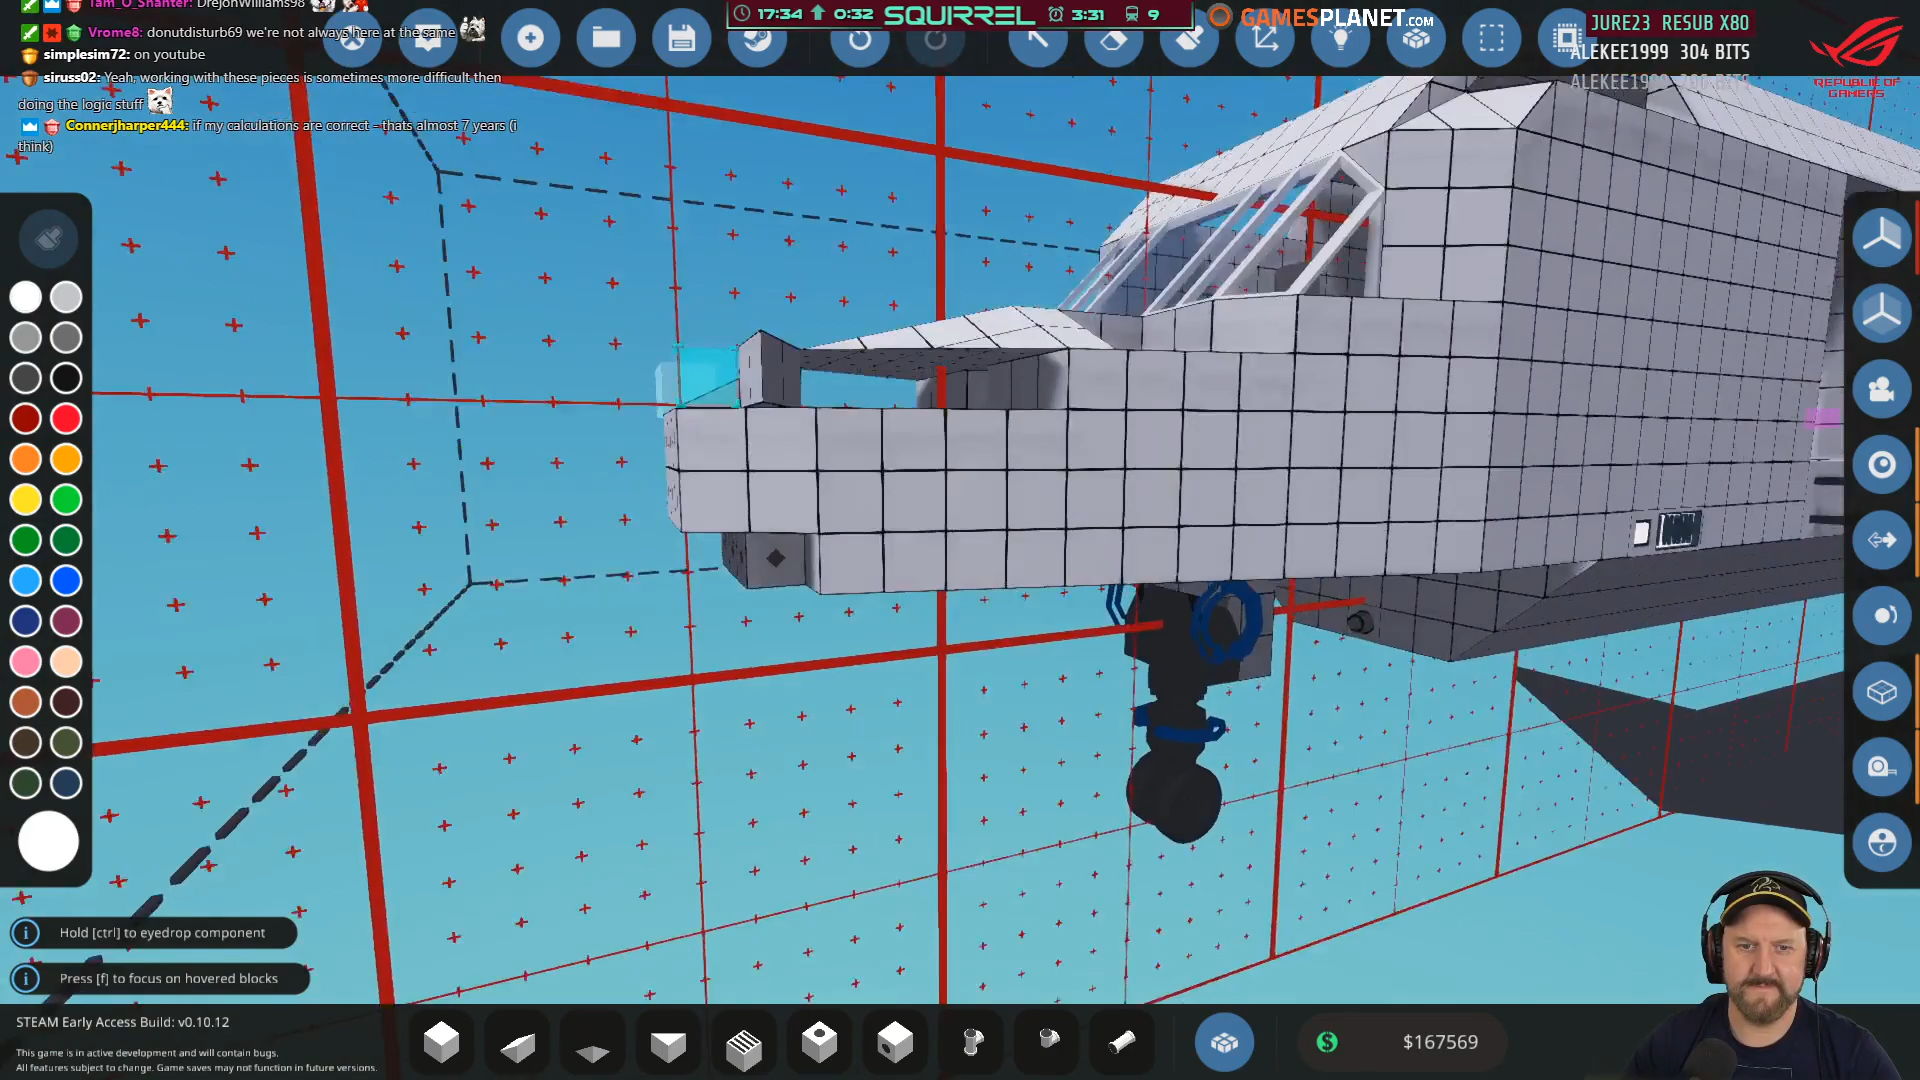 Tam_O_Shanter: DrejonWilliams98
Vrome8: donutdisturb69 we're not always here at the same
simplesim72: on youtube
siruss02: Yeah, working with these pieces is sometimes more difficult then
doing the logic stuff
Connerjharper444: if my calculations are correct - thats almost 7 years (i
think)
17:34 0:32 SQUIRREL 3:31 9
GAMESPLANET.COM
JURE23 RESUB X80
ALEKEE1999 304 BITS
REPUBLIC OF
GAMERS
Hold [ctrl] to eyedrop component
Press [f] to focus on hovered blocks
STEAM Early Access Build: v0.10.12
This game is in active development and will contain bugs.
All features subject to change. Game saves may not function in future versions.
$ $167569